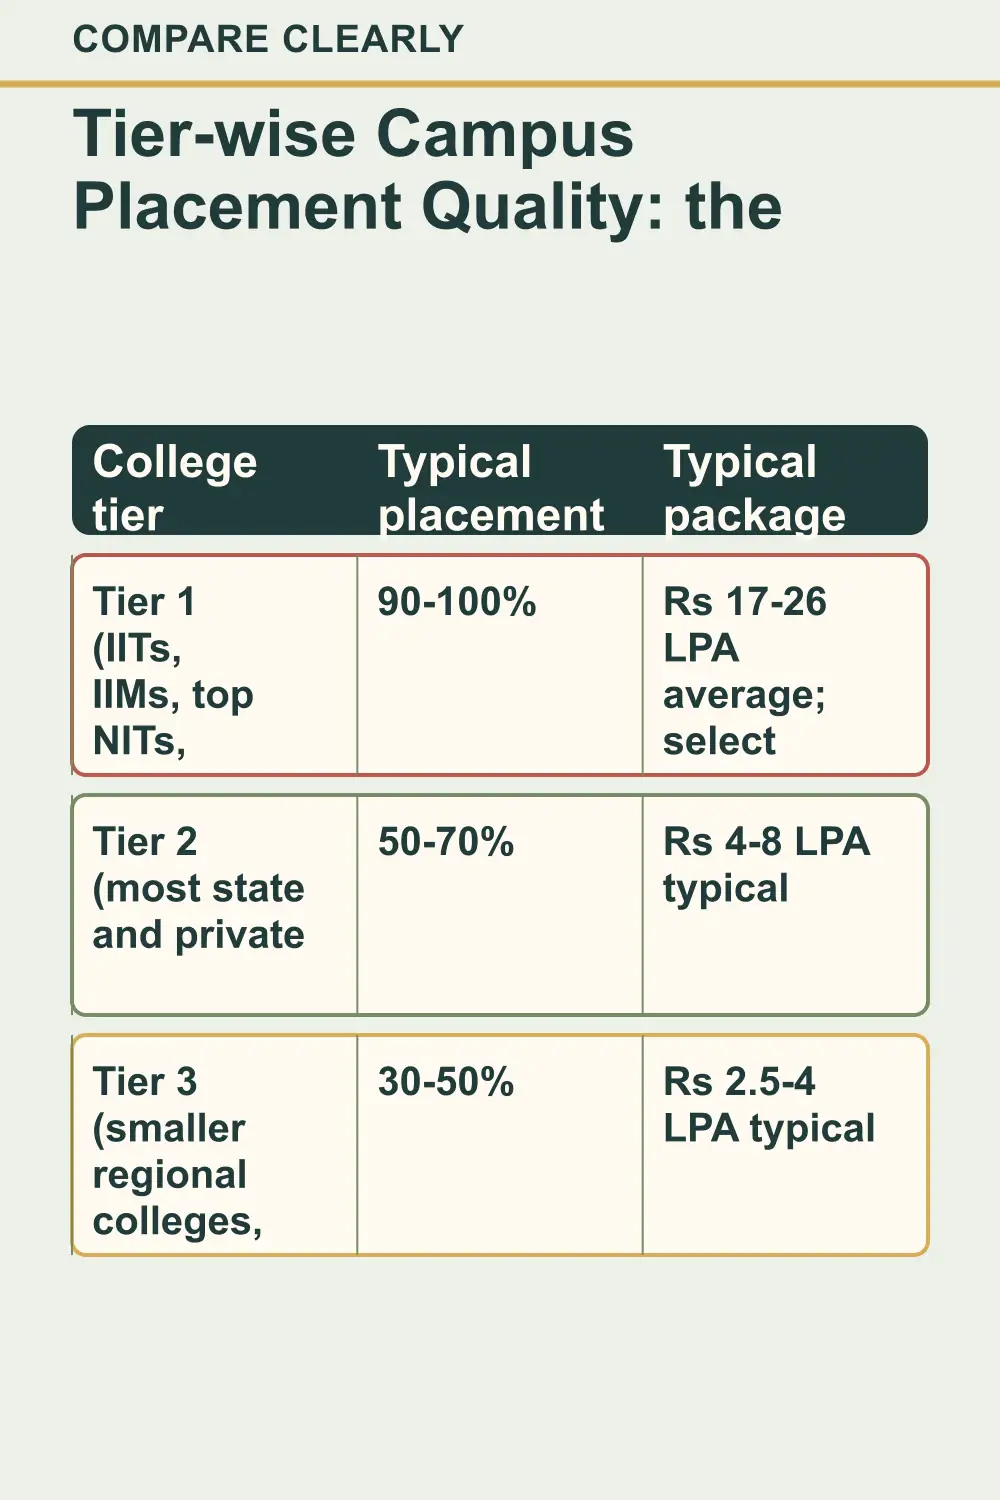 COMPARE CLEARLY
Tier-wise Campus
Placement Quality: the
College
tier
Typical
placement
Typical
package
Tier 1
(IITs,
IIMs, top
NITs,
90-100%
Rs 17-26
LPA
average;
select
Tier 2
(most state
and private
50-70%
Rs 4-8 LPA
typical
Tier 3
(smaller
regional
colleges,
30-50%
Rs 2.5-4
LPA typical